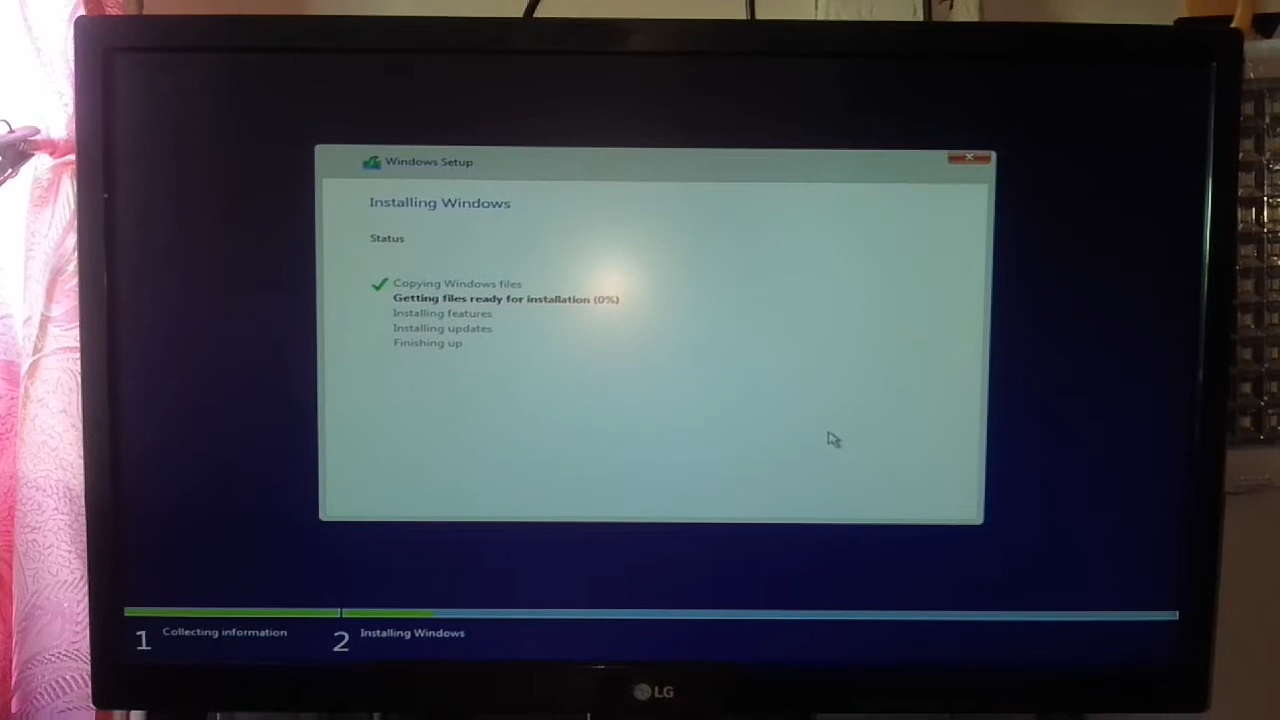 Windows Setup
Installing Windows
Status
Copying Windows files
Getting files ready for installation (0%)
Installing features
Installing updates
Finishing up
1 Collecting information
2 Installing Windows
LG